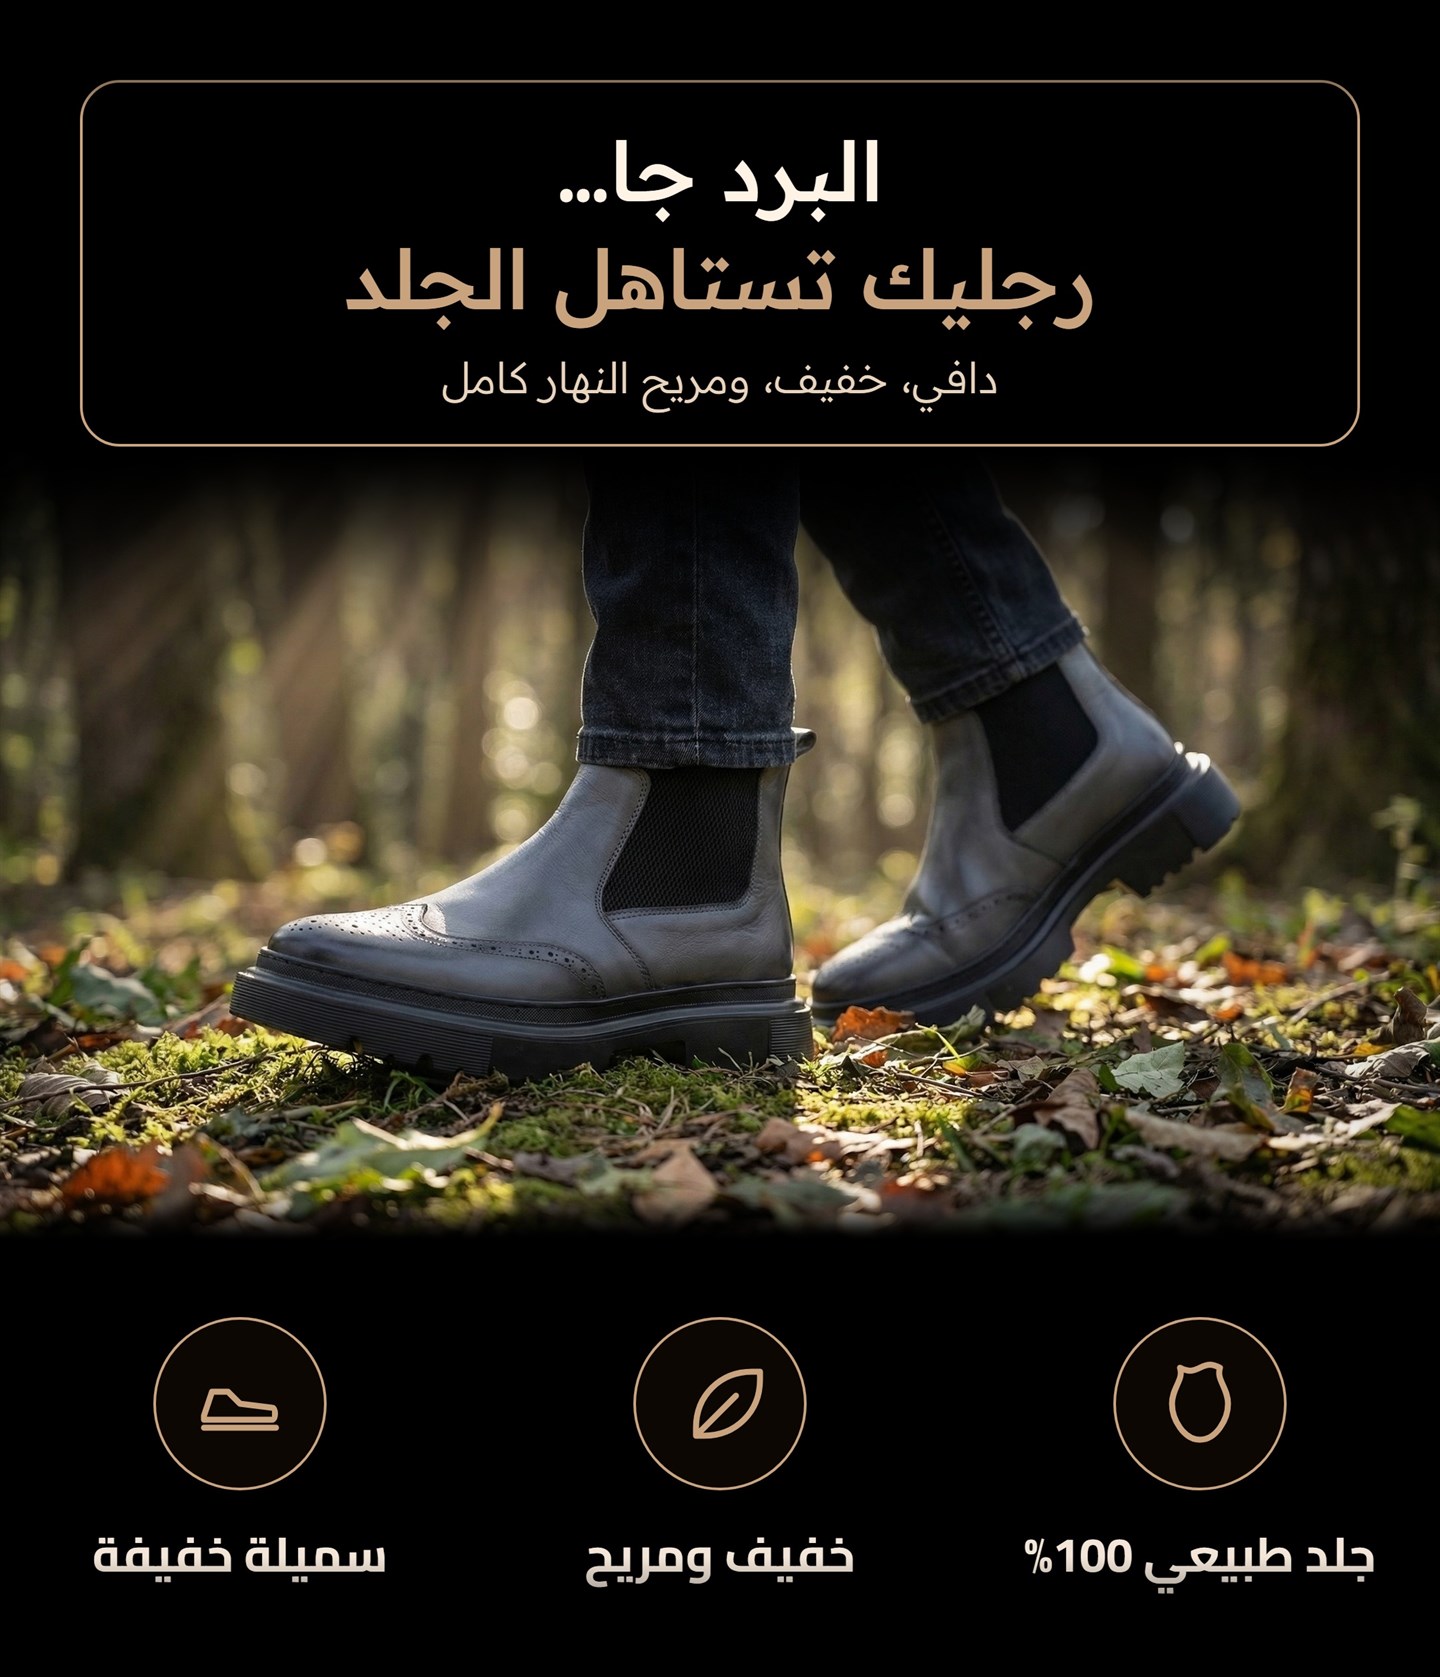 البرد جا...
رجليك تستاهل الجلد
دافي، خفيف، ومريح النهار كامل
جلد طبيعي 100%
خفيف ومريح
سميلة خفيفة